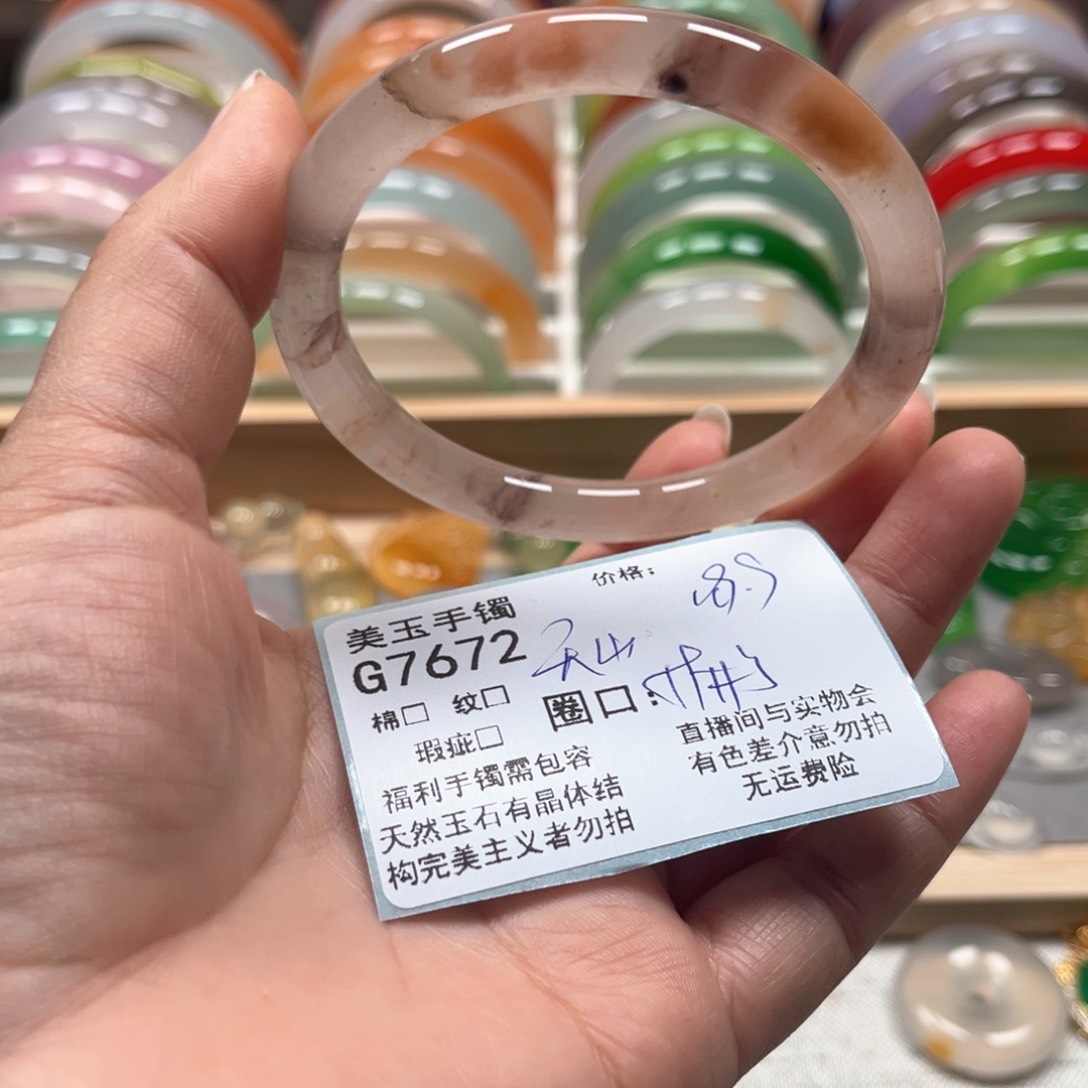 价格:
美玉手镯
G7672
棉□ 纹□ 圈口:
瑕疵□
福利手镯需包容
天然玉石有晶体结
构完美主义者勿拍
直播间与实物会
有色差介意勿拍
无运费险